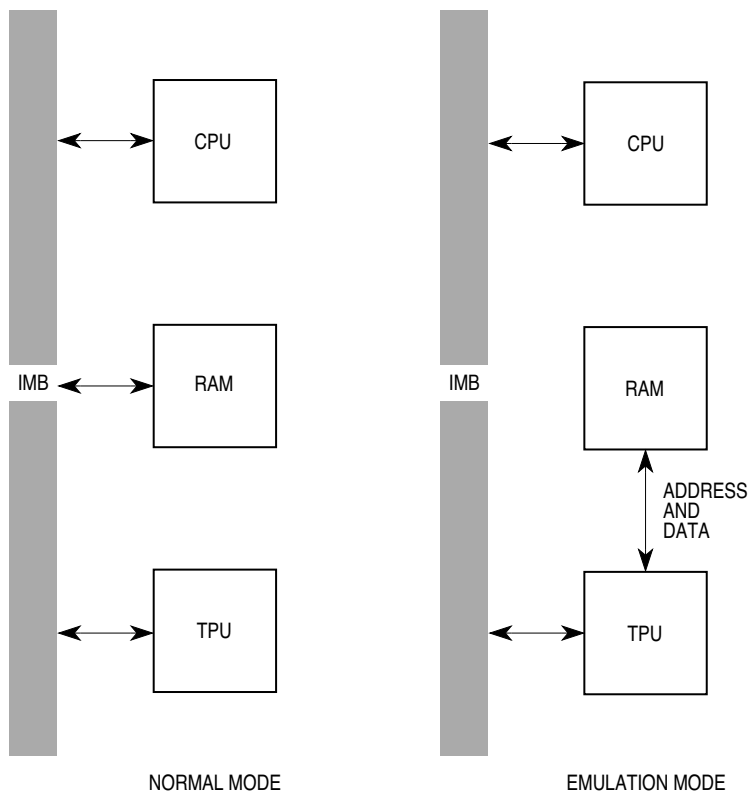 CPU
IMB
RAM
TPU
NORMAL MODE
CPU
IMB
RAM
ADDRESS
AND
DATA
TPU
EMULATION MODE